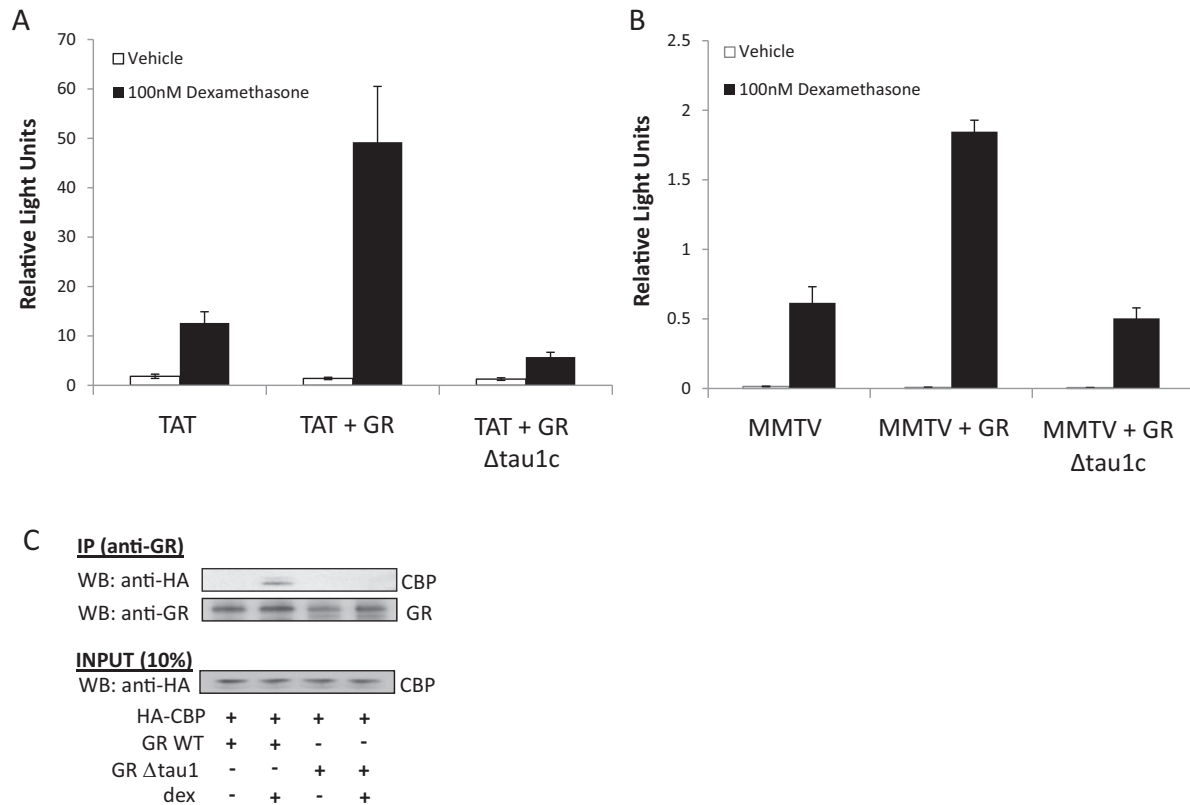 A
70
60
50
40
30
20
10
0
Relative Light Units
Vehicle
100nM Dexamethasone
TAT
TAT + GR
TAT + GR
Δtau1c
B
2.5
2
1.5
1
0.5
0
Relative Light Units
Vehicle
100nM Dexamethasone
MMTV
MMTV + GR
MMTV + GR
Δtau1c
C
IP (anti-GR)
WB: anti-HA CBP
WB: anti-GR GR
INPUT (10%)
WB: anti-HA CBP
HA-CBP + + + +
GR WT + + - -
GR Δtau1 - - + +
dex - + - +